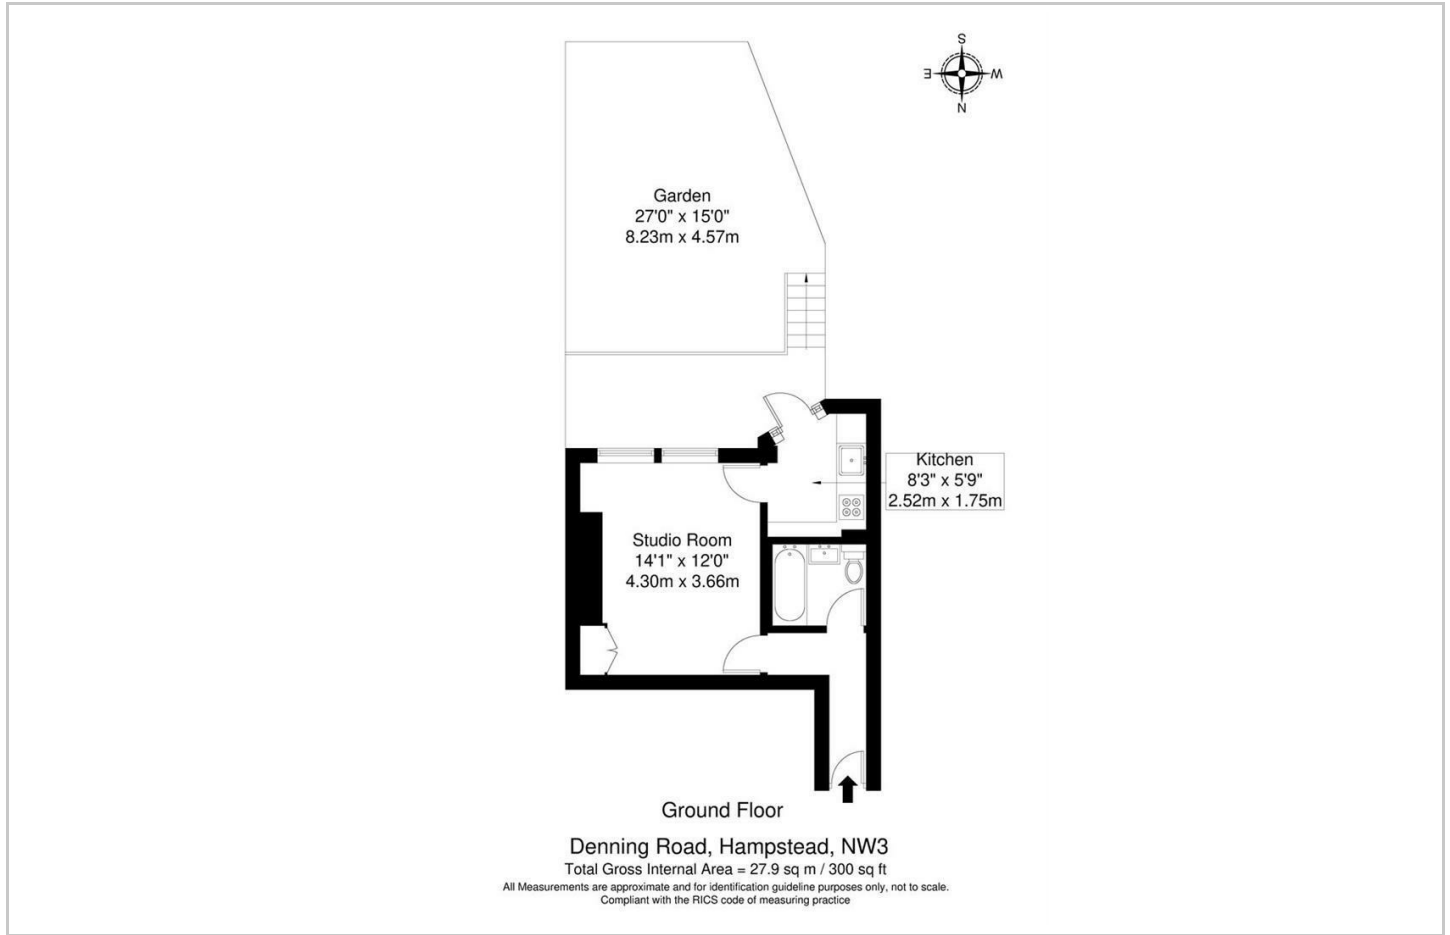 S
E
W
N
Garden
27'0" x 15'0"
8.23m x 4.57m
Kitchen
8'3" x 5'9"
2.52m x 1.75m
Studio Room
14'1" x 12'0"
4.30m x 3.66m
Ground Floor
Denning Road, Hampstead, NW3
Total Gross Internal Area = 27.9 sq m / 300 sq ft
All Measurements are approximate and for identification guideline purposes only, not to scale.
Compliant with the RICS code of measuring practice